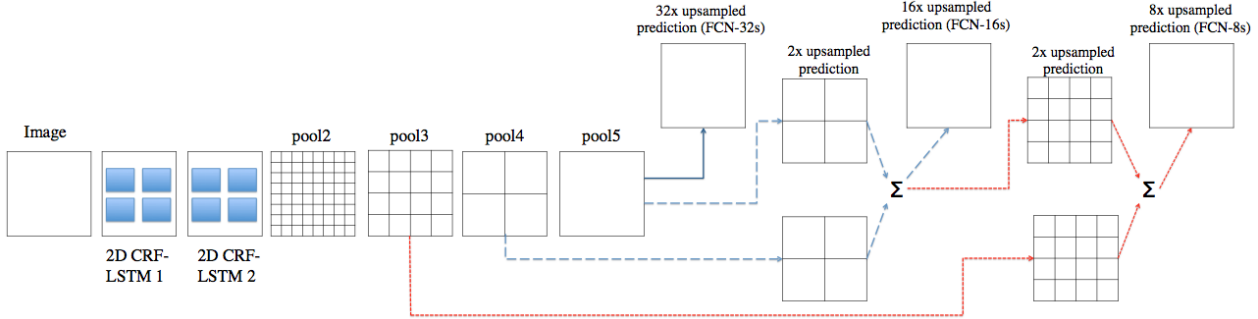 32x upsampled
prediction (FCN-32s)
16x upsampled
prediction (FCN-16s)
8x upsampled
prediction (FCN-8s)
2x upsampled
prediction
2x upsampled
prediction
Image
pool2
pool3
pool4
pool5
Σ
Σ
2D CRF-
LSTM 1
2D CRF-
LSTM 2